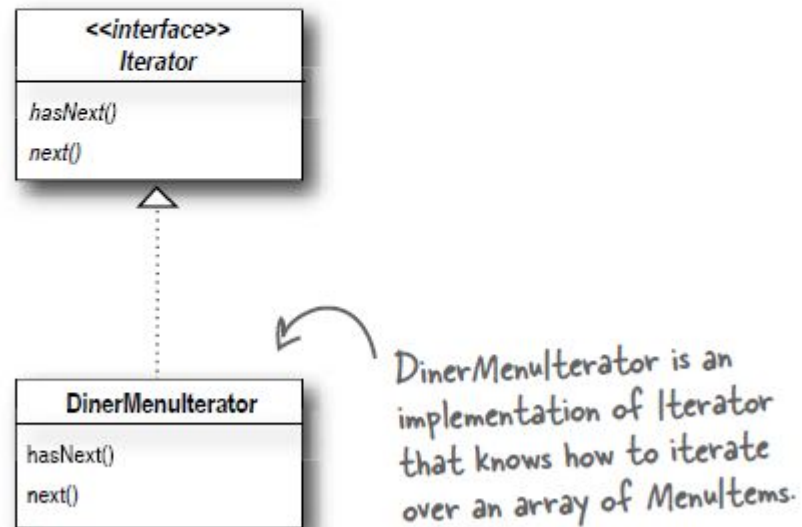 <<interface>>
Iterator
hasNext()
next()
DinerMenuIterator
hasNext()
next()
DinerMenuIterator is an
implementation of Iterator
that knows how to iterate
over an array of MenuItems.